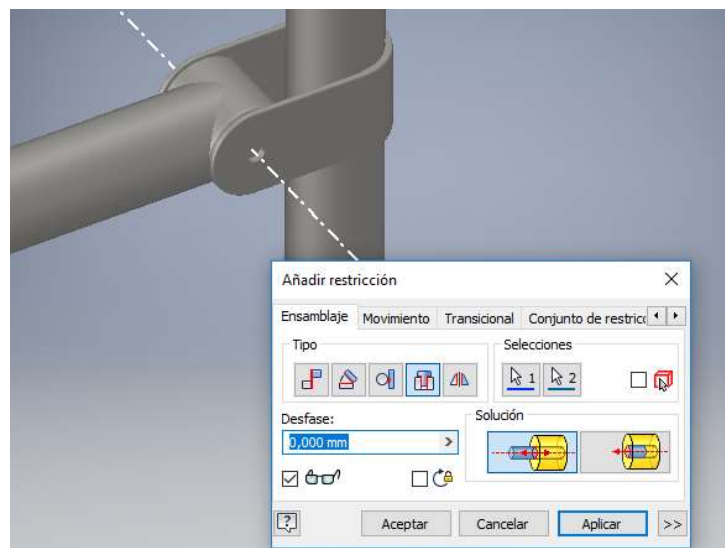 Añadir restricción
Ensamblaje Movimiento Transicional Conjunto de restricc
Tipo
Selecciones
1 2
Desfase:
0,000 mm >
Solución
? Aceptar Cancelar Aplicar >>